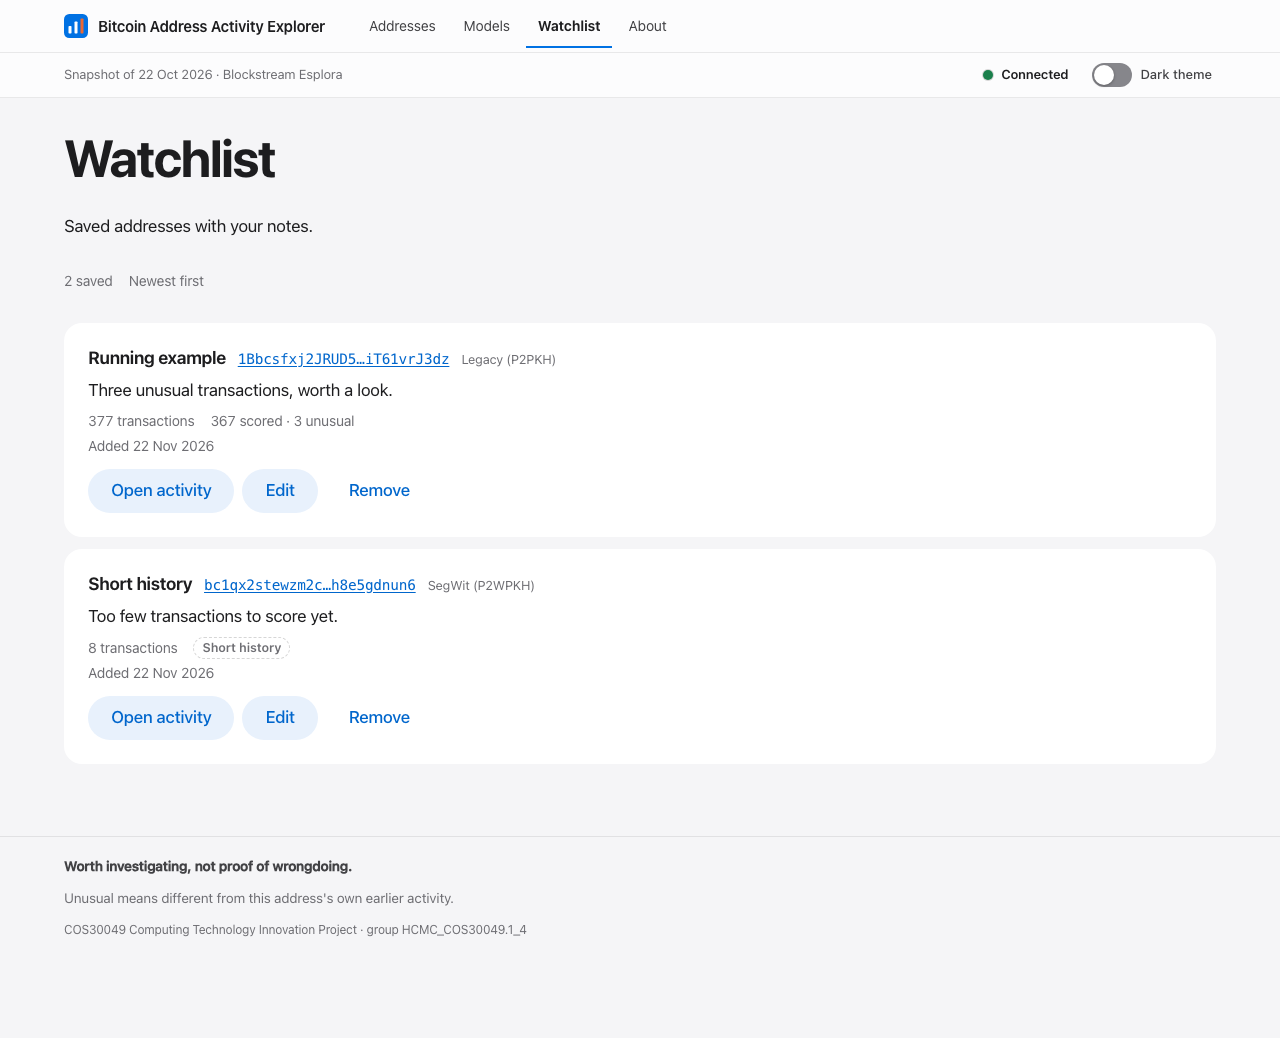 Bitcoin Address Activity Explorer Addresses Models Watchlist About
Snapshot of 22 Oct 2026 · Blockstream Esplora Connected Dark theme
Watchlist
Saved addresses with your notes.
2 saved Newest first
Running example 1Bbcsfxj2JRUD5…iT61vrJ3dz Legacy (P2PKH)
Three unusual transactions, worth a look.
377 transactions 367 scored · 3 unusual
Added 22 Nov 2026
Open activity Edit Remove
Short history bc1qx2stewzm2c…h8e5gdnun6 SegWit (P2WPKH)
Too few transactions to score yet.
8 transactions Short history
Added 22 Nov 2026
Open activity Edit Remove
Worth investigating, not proof of wrongdoing.
Unusual means different from this address's own earlier activity.
COS30049 Computing Technology Innovation Project · group HCMC_COS30049.1_4